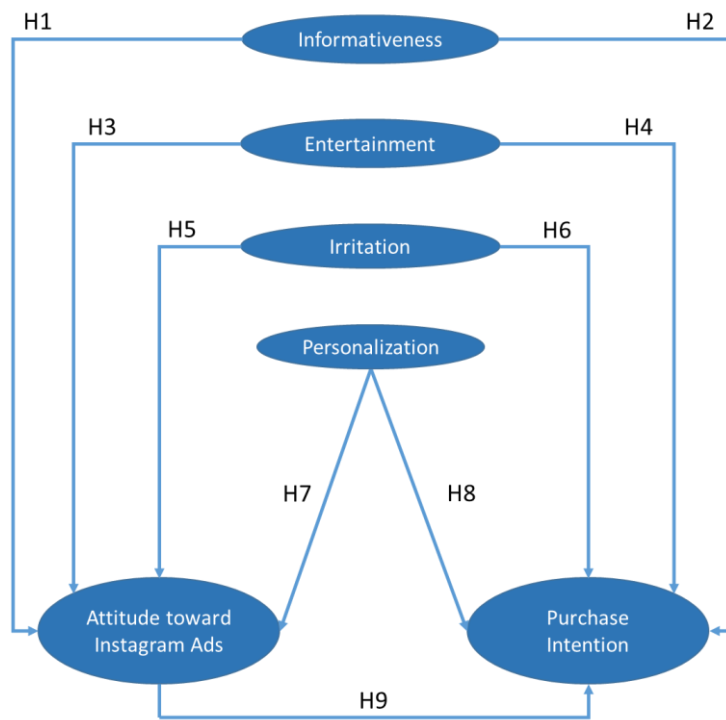 H1
Informativeness
H2
H3
Entertainment
H4
H5
Irritation
H6
Personalization
H7
H8
Attitude toward
Instagram Ads
Purchase
Intention
H9